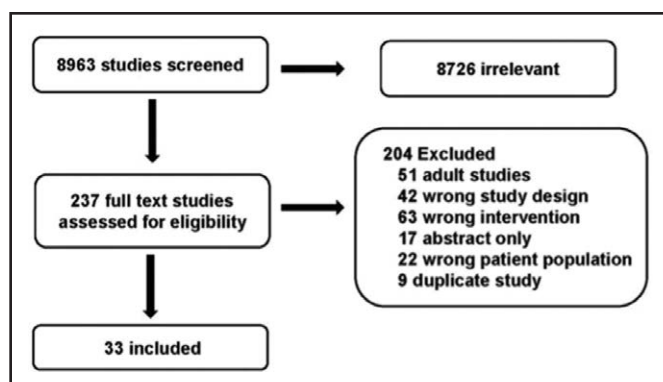 8963 studies screened
8726 irrelevant
237 full text studies
assessed for eligibility
204 Excluded
51 adult studies
42 wrong study design
63 wrong intervention
17 abstract only
22 wrong patient population
9 duplicate study
33 included